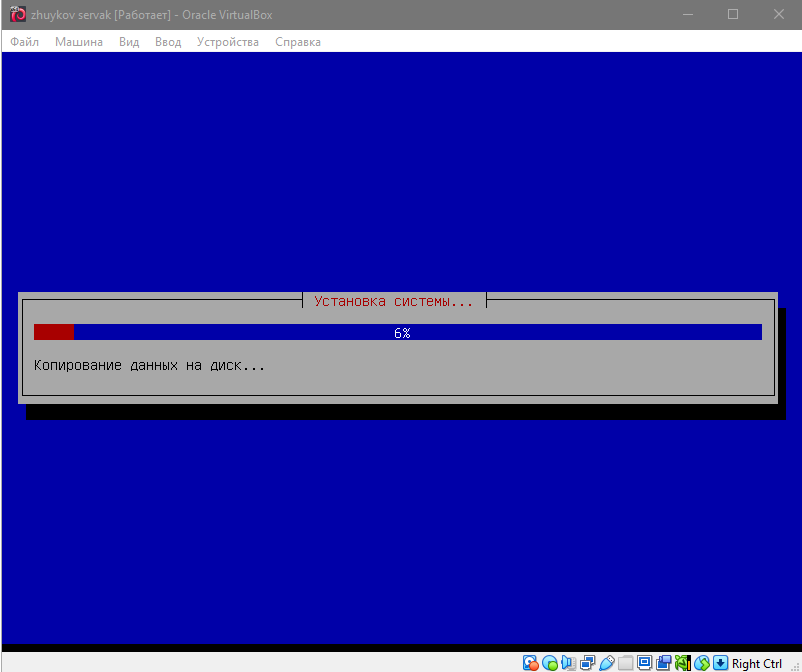 zhuykov servak [Работает] - Oracle VirtualBox
Файл Машина Вид Ввод Устройства Справка
Установка системы...
6%
Копирование данных на диск...
Right Ctrl